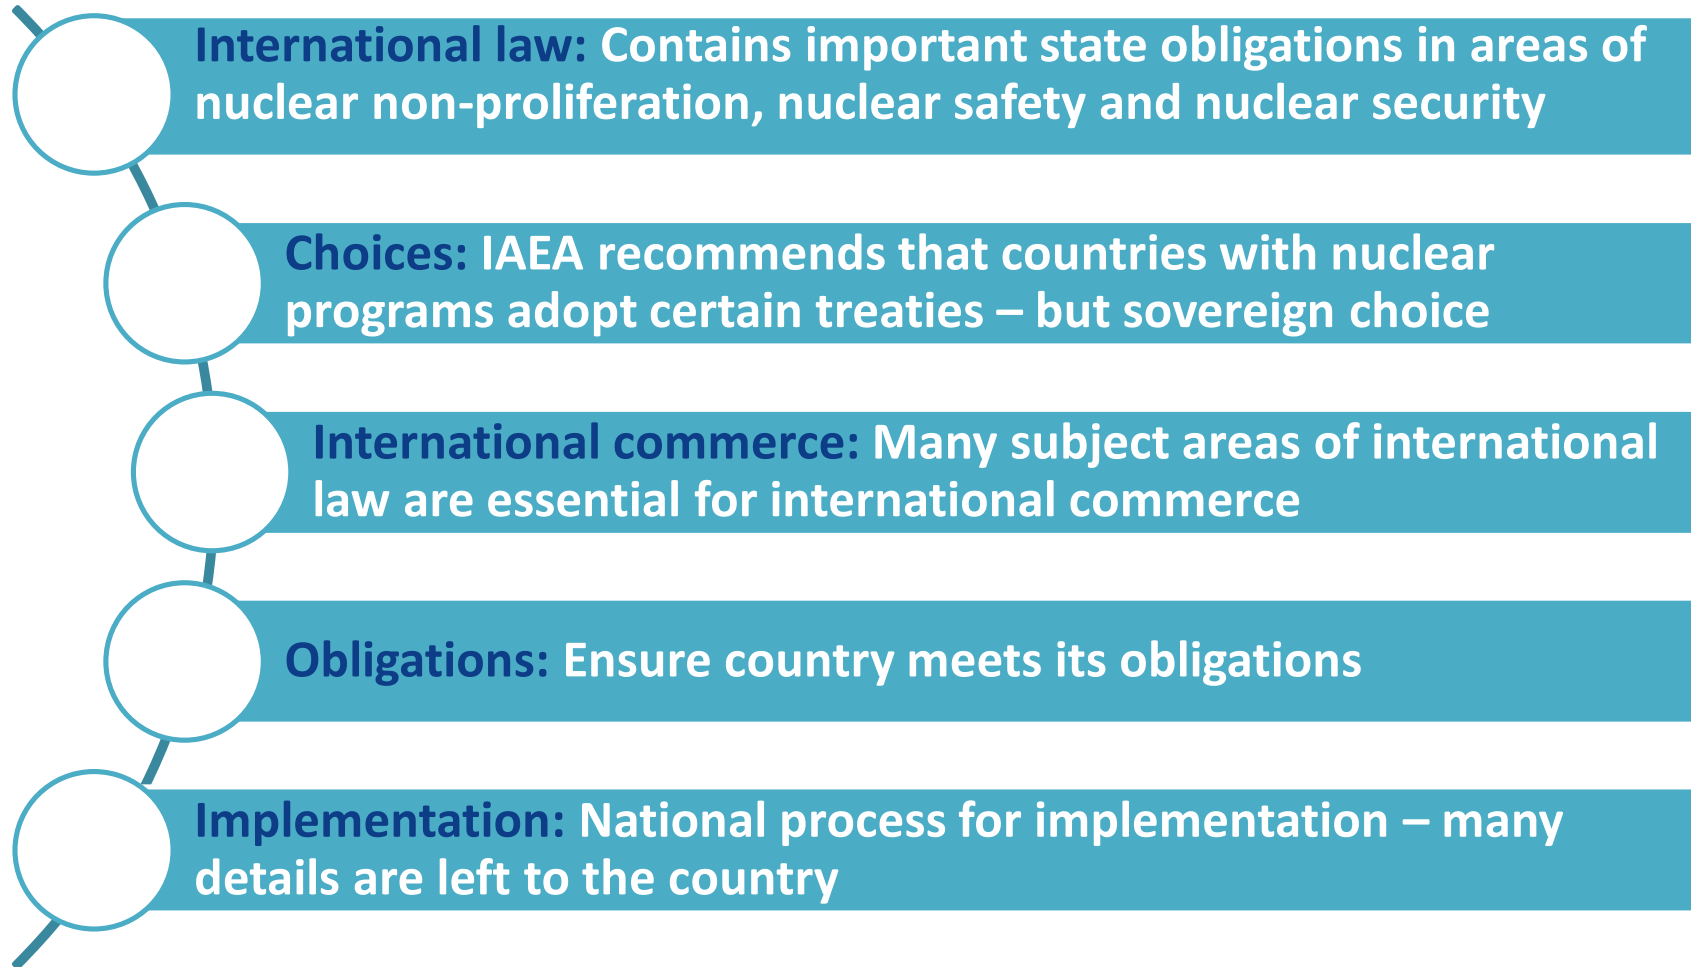 International law: Contains important state obligations in areas of
nuclear non-proliferation, nuclear safety and nuclear security
Choices: IAEA recommends that countries with nuclear
programs adopt certain treaties – but sovereign choice
International commerce: Many subject areas of international
law are essential for international commerce
Obligations: Ensure country meets its obligations
Implementation: National process for implementation – many
details are left to the country